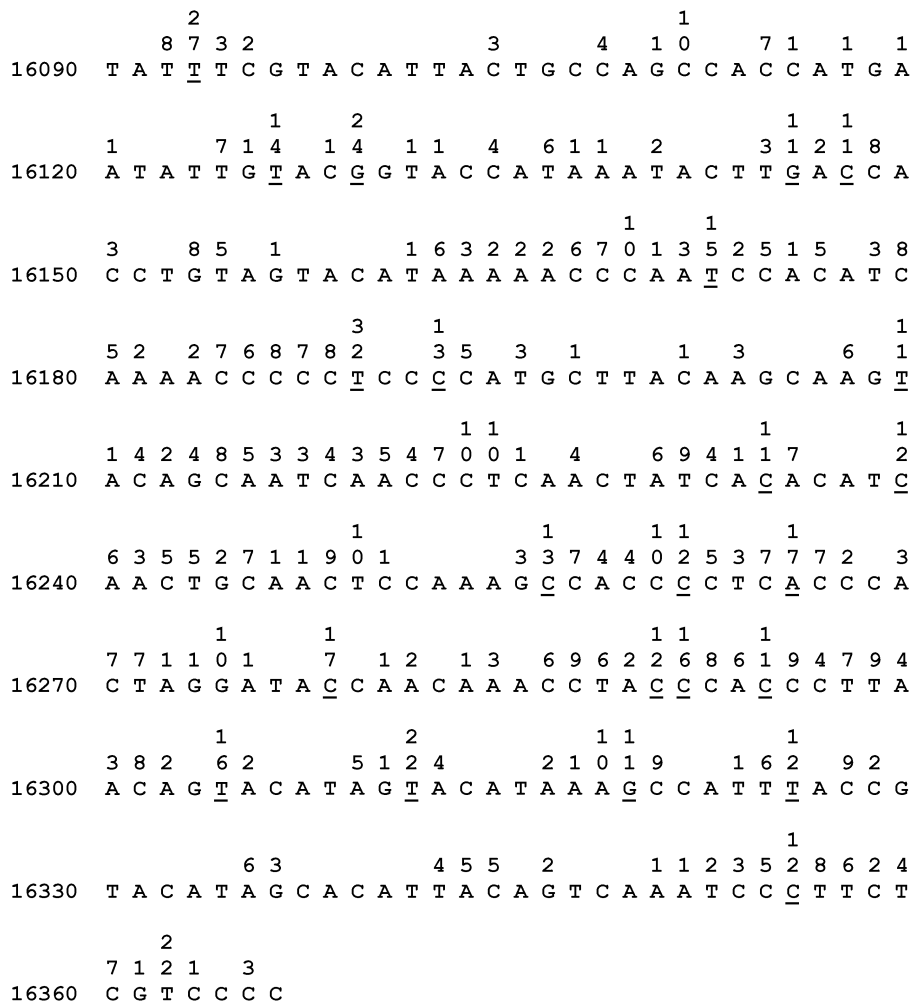 2 1
8 7 3 2 3 4 1 0 7 1 1 1
16090 T A T T T C G T A C A T T A C T G C C A G C C A C C A T G A
1 2 1 1
1 7 1 4 1 4 1 1 4 6 1 1 2 3 1 2 1 8
16120 A T A T T G T A C G G T A C C A T A A A T A C T T G A C C A
1 1
3 8 5 1 1 6 3 2 2 2 6 7 0 1 3 5 2 5 1 5 3 8
16150 C C T G T A G T A C A T A A A A A C C C A A T C C A C A T C
3 1 1
5 2 2 7 6 8 7 8 2 3 5 3 1 1 3 6 1
16180 A A A A C C C C C T C C C C A T G C T T A C A A G C A A G T
1 1 1 1
1 4 2 4 8 5 3 3 4 3 5 4 7 0 0 1 4 6 9 4 1 1 7 2
16210 A C A G C A A T C A A C C C T C A A C T A T C A C A C A T C
1 1 1 1 1
6 3 5 5 2 7 1 1 9 0 1 3 3 7 4 4 0 2 5 3 7 7 7 2 3
16240 A A C T G C A A C T C C A A A G C C A C C C C T C A C C C A
1 1 1 1 1
7 7 1 1 0 1 7 1 2 1 3 6 9 6 2 2 6 8 6 1 9 4 7 9 4
16270 C T A G G A T A C C A A C A A A C C T A C C C A C C C T T A
1 2 1 1 1
3 8 2 6 2 5 1 2 4 2 1 0 1 9 1 6 2 9 2
16300 A C A G T A C A T A G T A C A T A A A G C C A T T T A C C G
1
6 3 4 5 5 2 1 1 2 3 5 2 8 6 2 4
16330 T A C A T A G C A C A T T A C A G T C A A A T C C C T T C T
2
7 1 2 1 3
16360 C G T C C C C